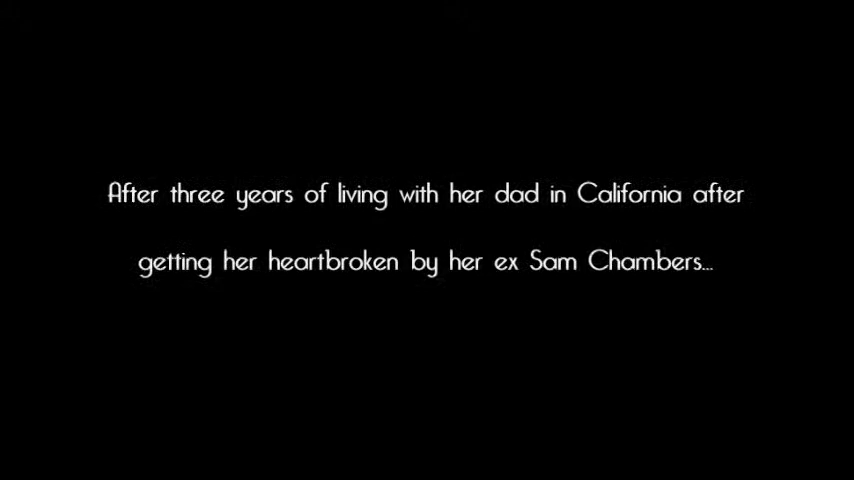 After three years of living with her dad in California after
getting her heartbroken by her ex Sam Chambers...